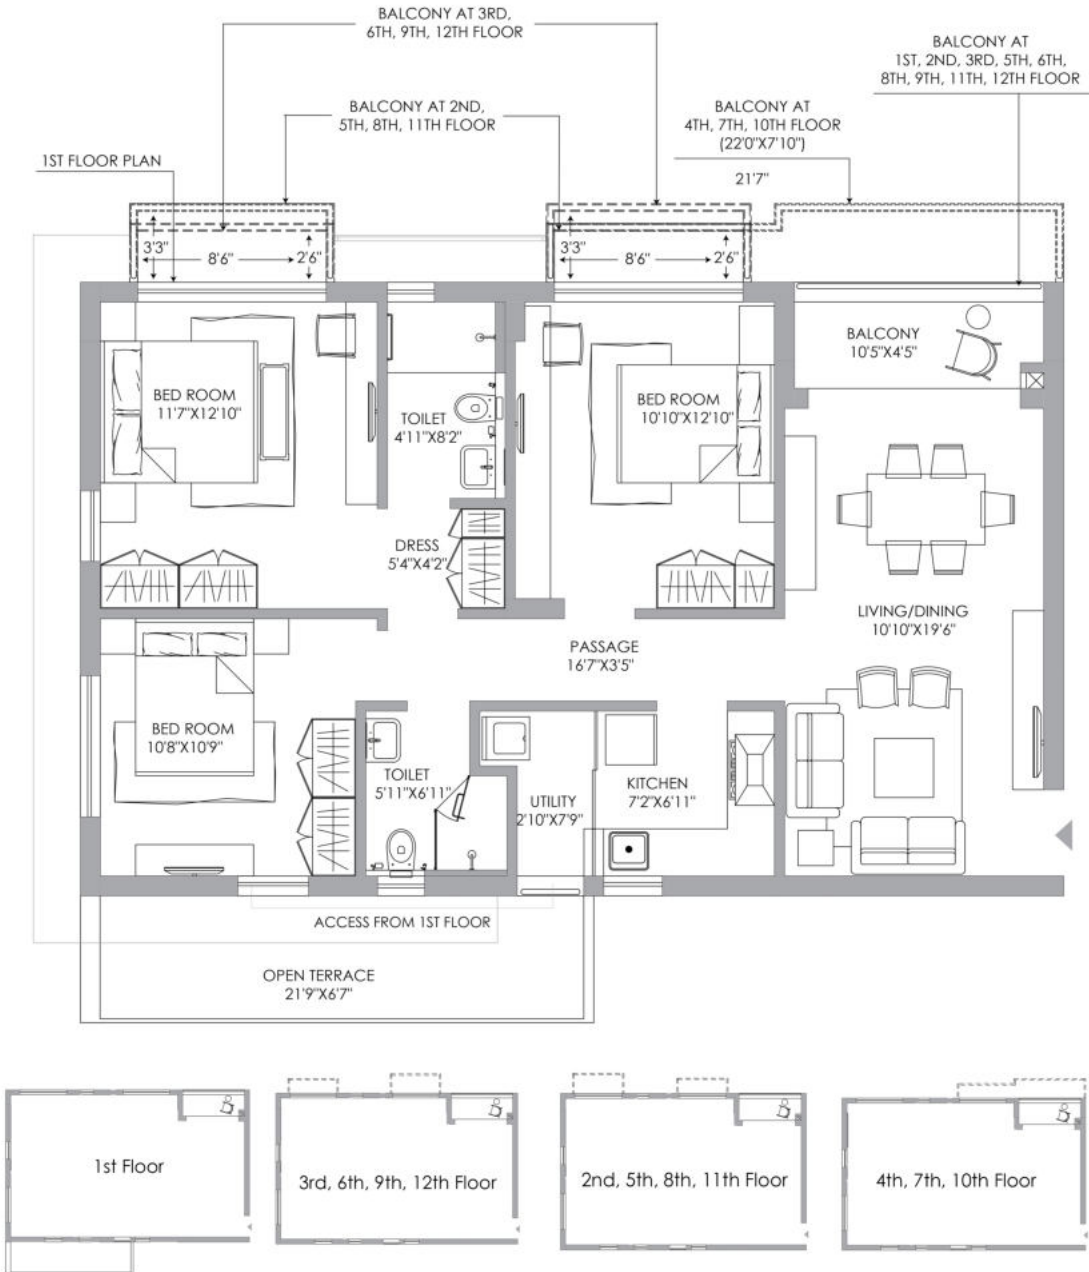 BALCONY AT 3RD,
6TH, 9TH, 12TH FLOOR
BALCONY AT
1ST, 2ND, 3RD, 5TH, 6TH,
8TH, 9TH, 11TH, 12TH FLOOR
BALCONY AT 2ND,
5TH, 8TH, 11TH FLOOR
BALCONY AT
4TH, 7TH, 10TH FLOOR
(22'0"X7'10")
1ST FLOOR PLAN
21'7"
3'3"
8'6"
2'6"
3'3"
8'6"
2'6"
BALCONY
10'5"X4'5"
BED ROOM
11'7"X12'10"
TOILET
4'11"X8'2"
BED ROOM
10'10"X12'10"
DRESS
5'4"X4'2"
LIVING/DINING
10'10"X19'6"
PASSAGE
16'7"X3'5"
BED ROOM
10'8"X10'9"
TOILET
5'11"X6'11"
UTILITY
2'10"X7'9"
KITCHEN
7'2"X6'11"
ACCESS FROM 1ST FLOOR
OPEN TERRACE
21'9"X6'7"
1st Floor
3rd, 6th, 9th, 12th Floor
2nd, 5th, 8th, 11th Floor
4th, 7th, 10th Floor